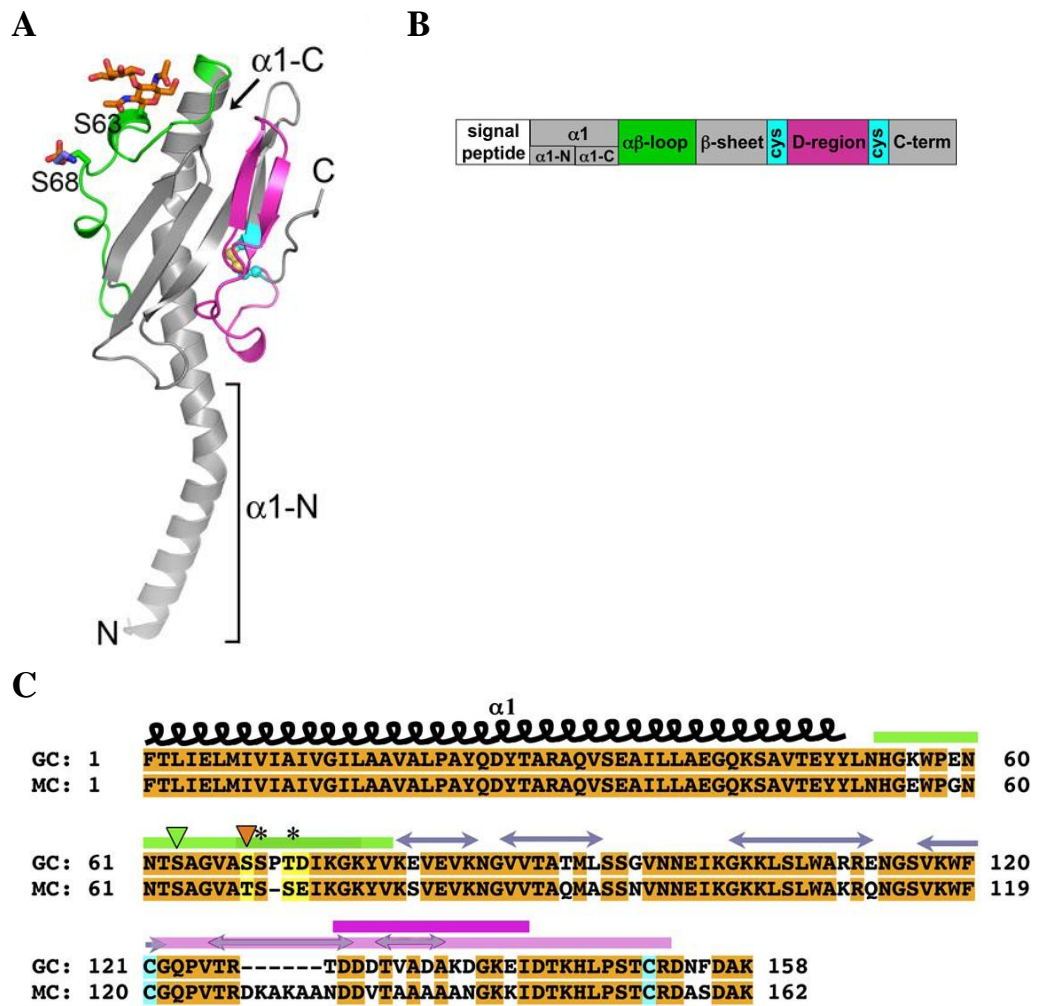 A
B
α1-C
S63
S68
C
α1-N
N
signal peptide
α1
α1-N α1-C
αβ-loop
β-sheet
cys
D-region
cys
C-term
C
α1
GC: 1 FTLIELMIVIAIVGILAAVALPAYQDYTARAQVSEAILLAEGQKSAVTEYYLNHGKWPEN 60
MC: 1 FTLIELMIVIAIVGILAAVALPAYQDYTARAQVSEAILLAEGQKSAVTEYYLNHGEWPGN 60
* *
GC: 61 NTSAGVASSPTDIKGKYVKEVEVKNGVVTATMLSSGVNNEIKGKKLSLWARRENGSVKWF 120
MC: 61 NTSAGVATS-SEIKGKYVKSVEVKNGVVTAQMASSNVNNEIKGKKLSLWAKRQNGSVKWF 119
GC: 121 CGQPVTR------TDDDTVADAKDGKEIDTKHLPSTCRDNFDAK 158
MC: 120 CGQPVTRDKAKAANDDVTAAAAANGKKIDTKHLPSTCRDASDAK 162